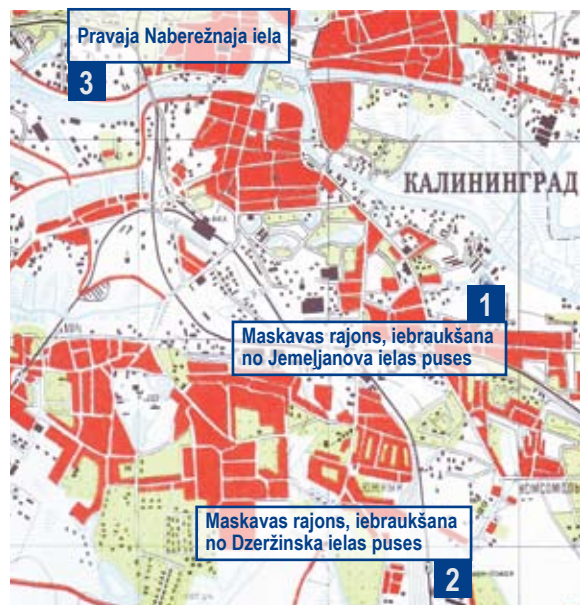 Pravaja Naberežnaja iela
3
КАЛИНИНГРАД
1
Maskavas rajons, iebraukšana
no Jemeļjanova ielas puses
Maskavas rajons, iebraukšana
no Dzeržinska ielas puses
2